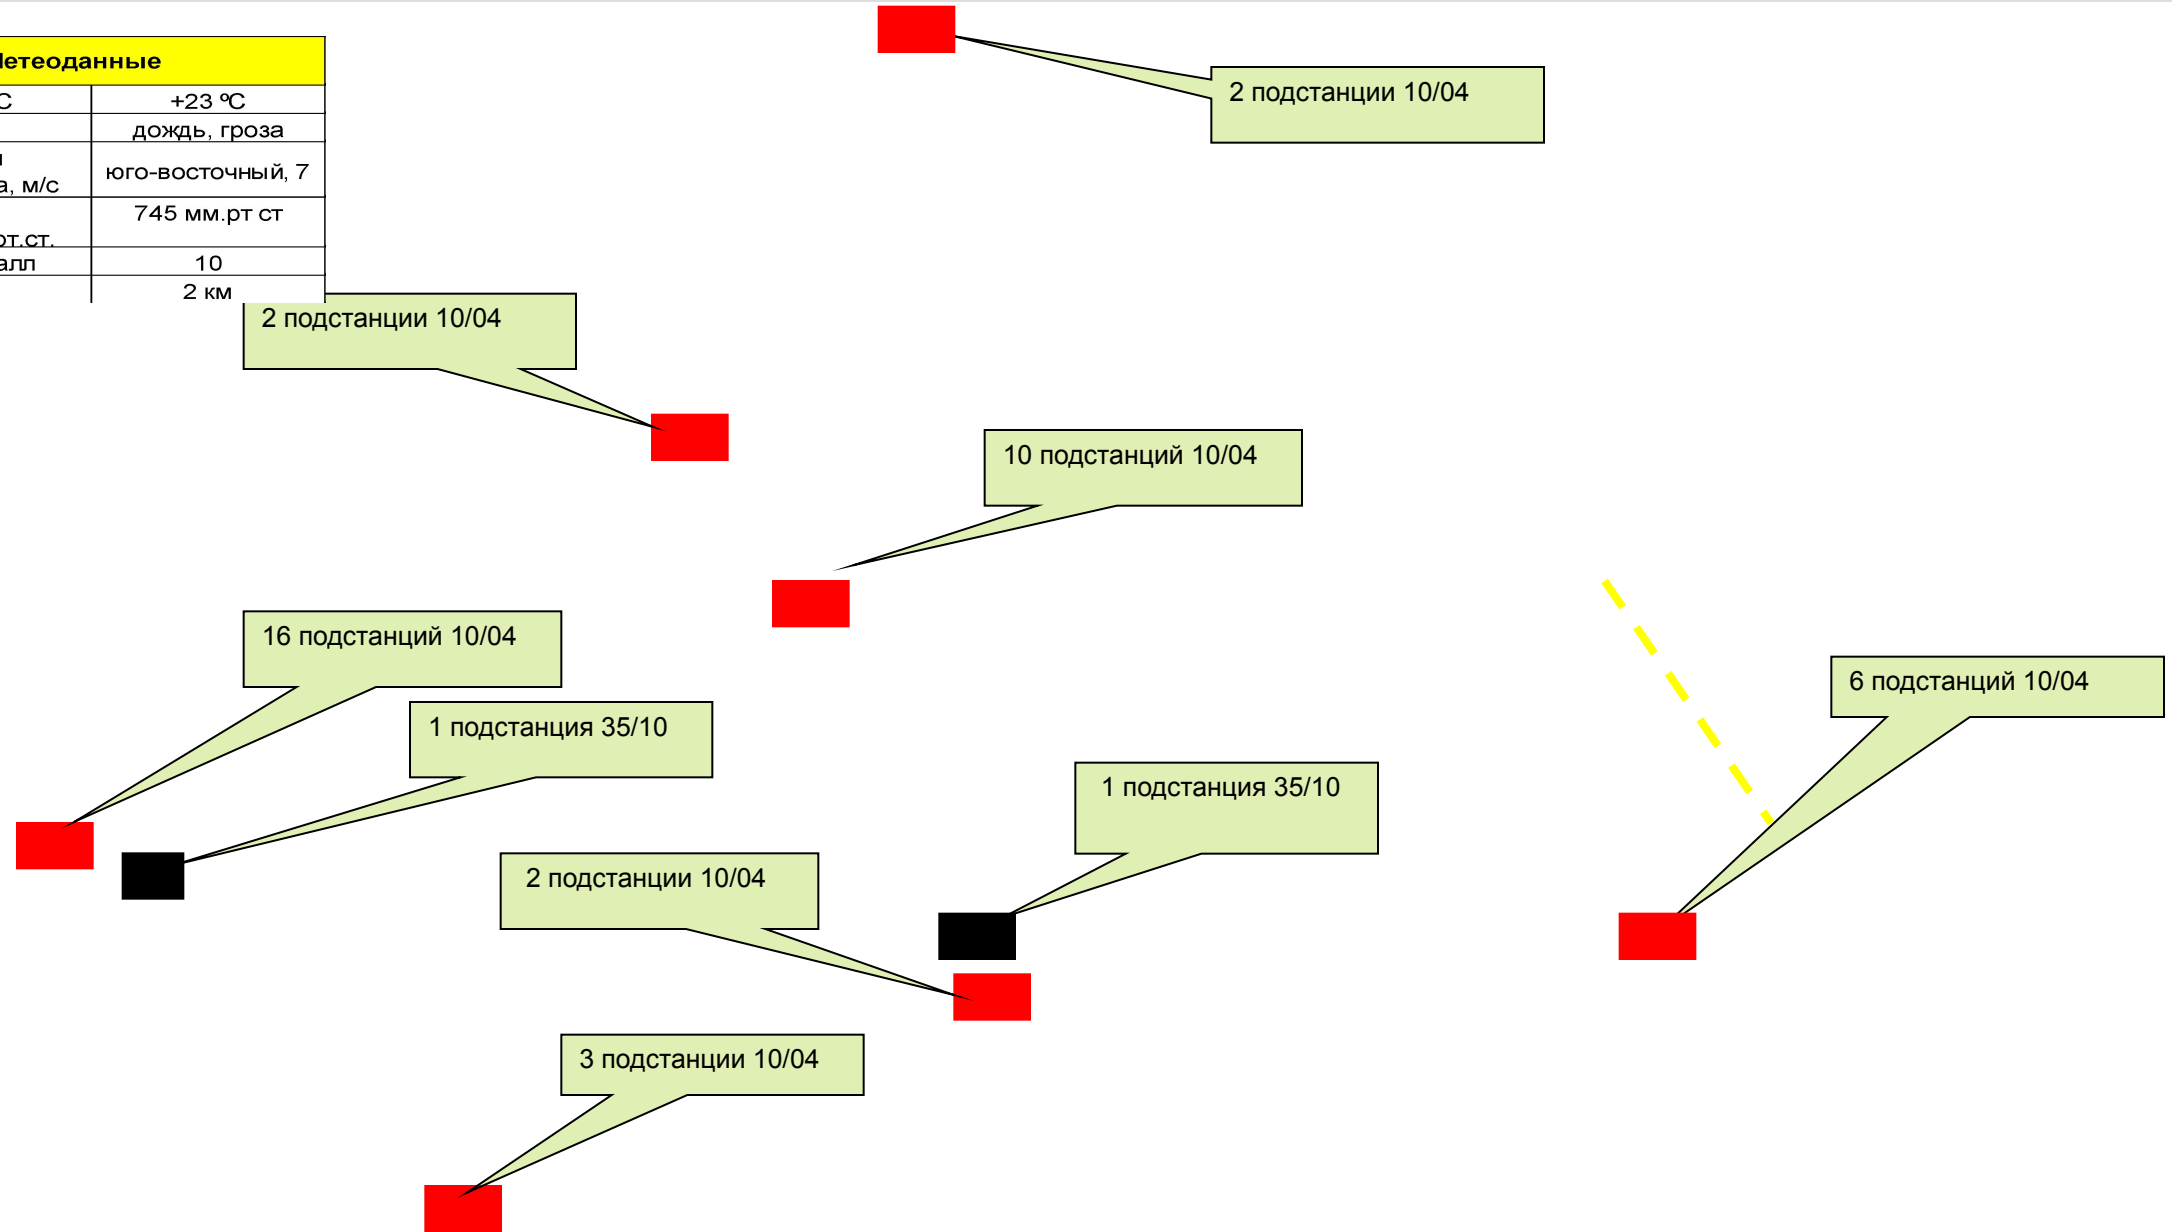 2 подстанции 10/04
Метеоданные
С +23 ºС
дождь, гроза
юго-восточный, 7
а, м/с
745 мм.рт ст
рт.ст.
алл 10
2 км
2 подстанции 10/04
10 подстанций 10/04
16 подстанций 10/04
6 подстанций 10/04
1 подстанция 35/10
1 подстанция 35/10
2 подстанции 10/04
3 подстанции 10/04